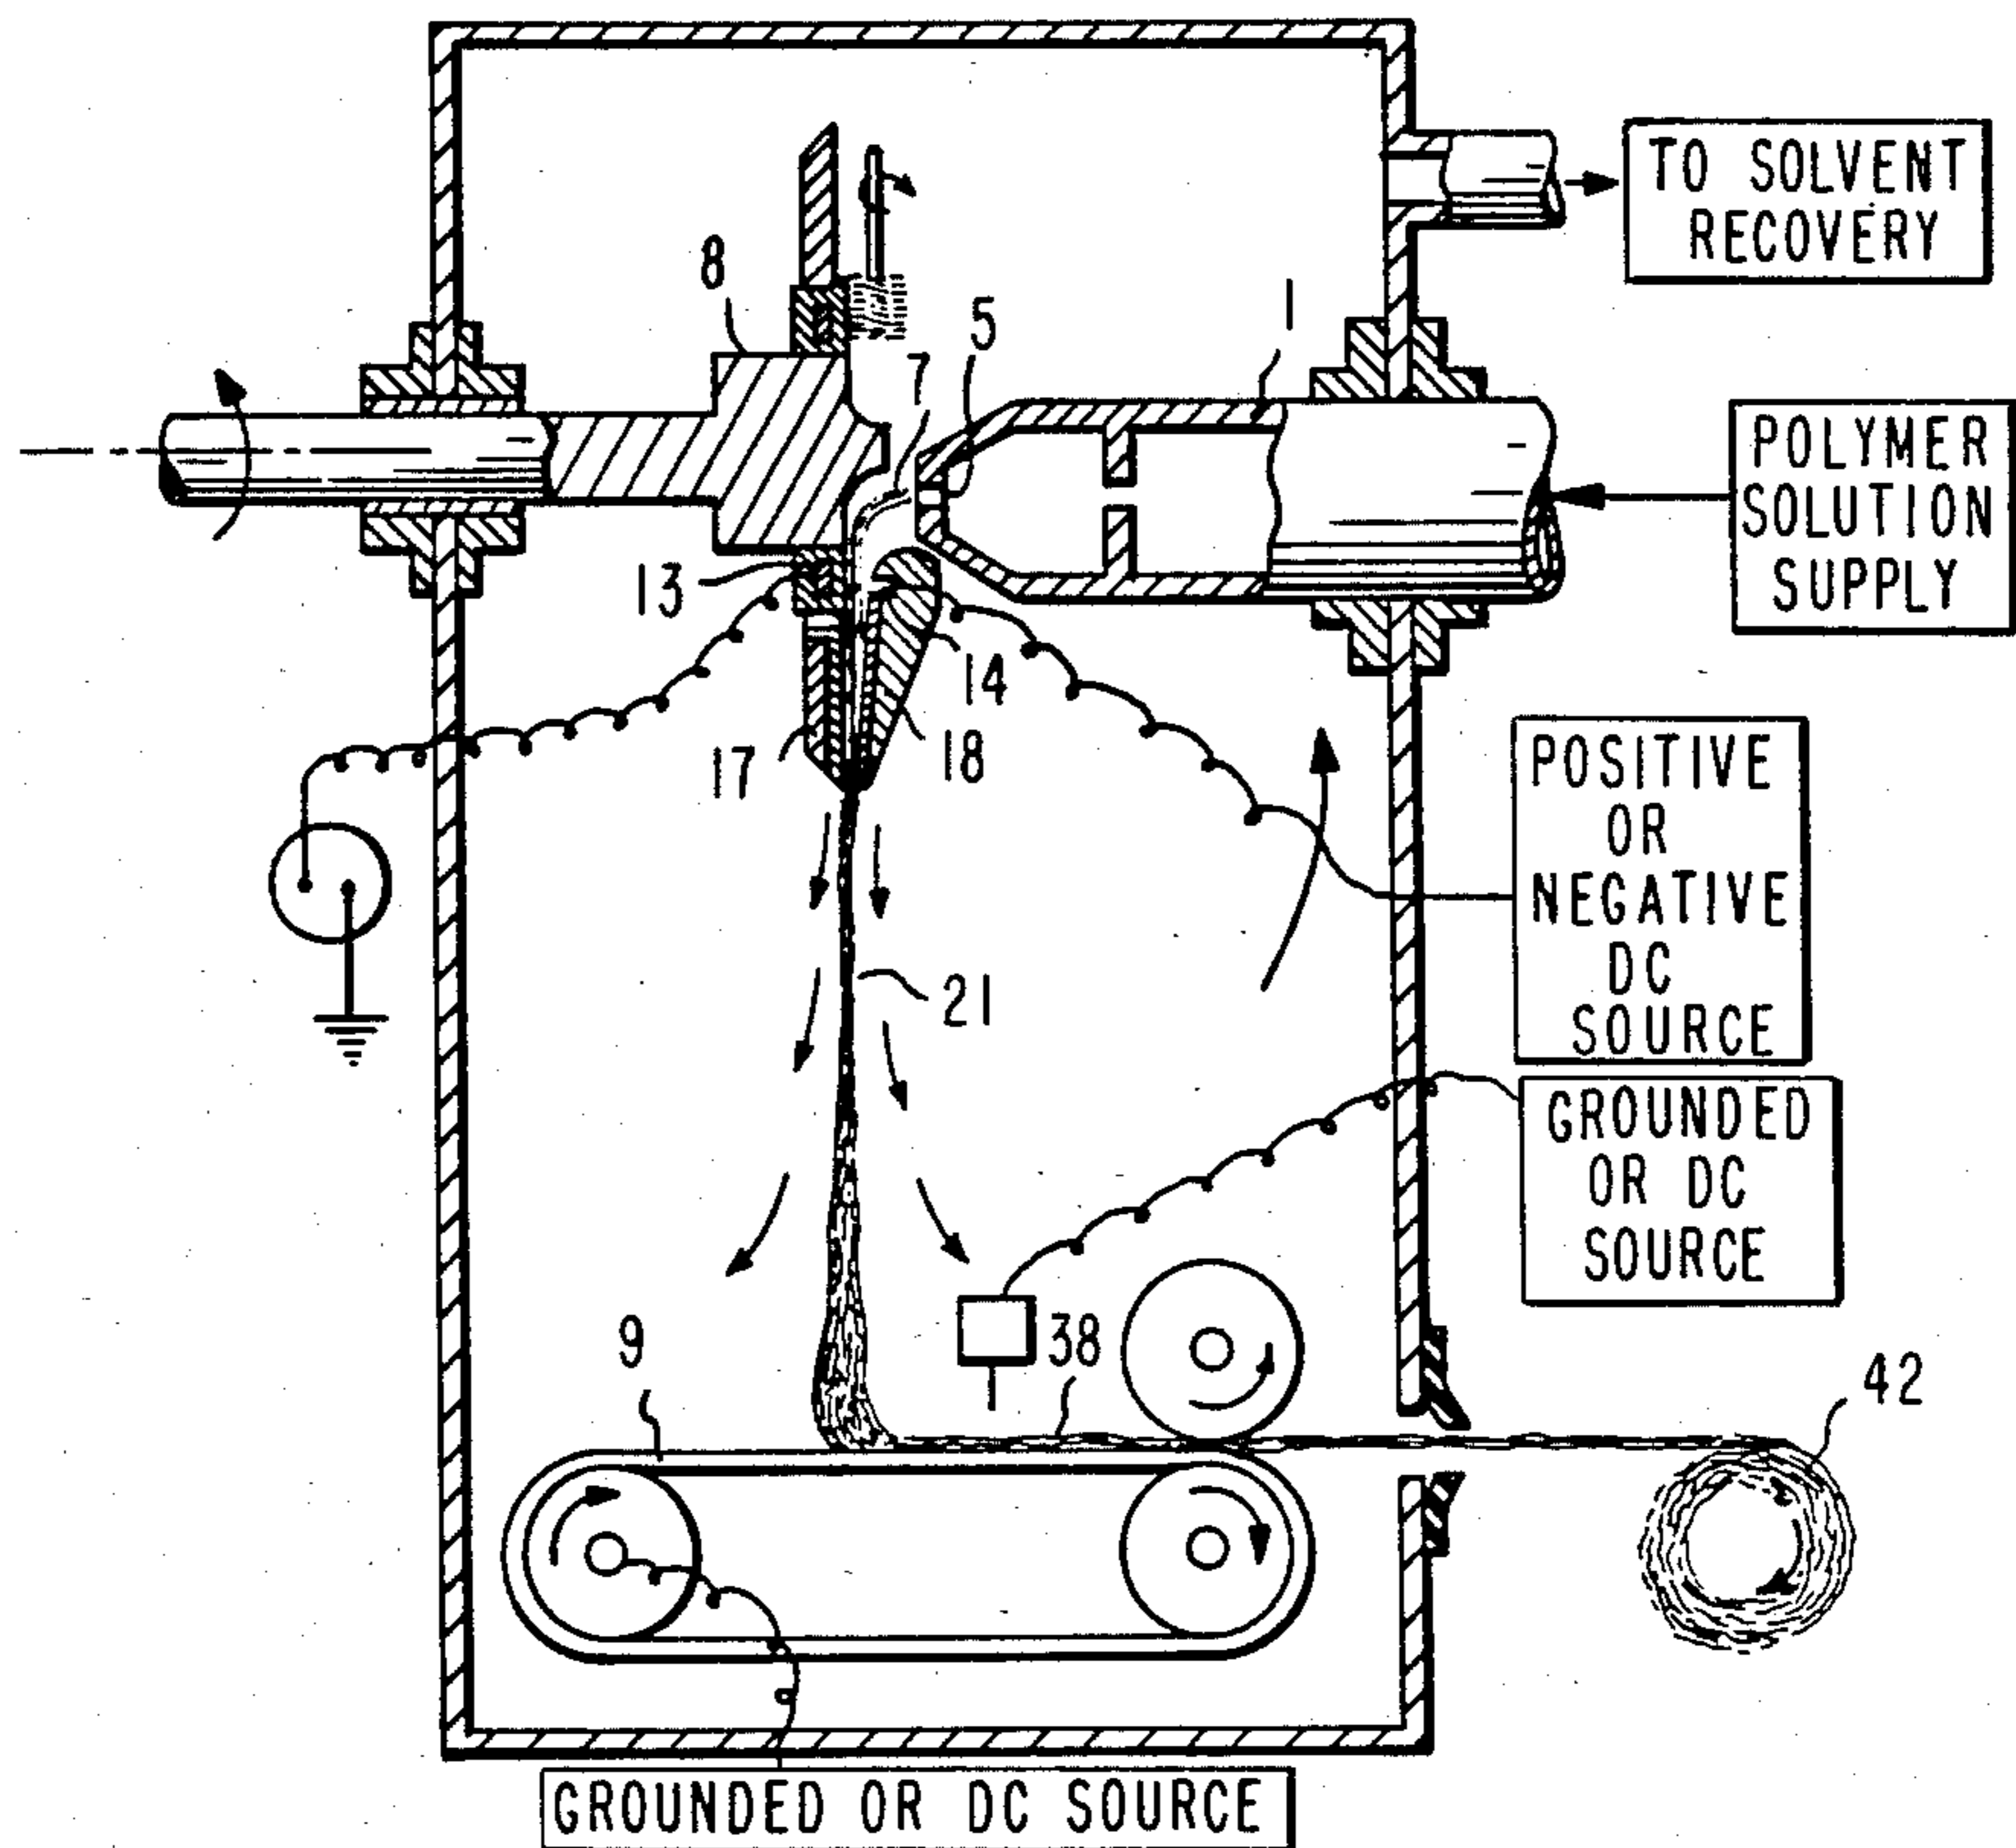 TO SOLVENT
RECOVERY
8
5
1
7
POLYMER
SOLUTION
SUPPLY
13
14
17
18
POSITIVE
OR
NEGATIVE
DC
SOURCE
21
GROUNDED
OR DC
SOURCE
9
38
42
GROUNDED OR DC SOURCE